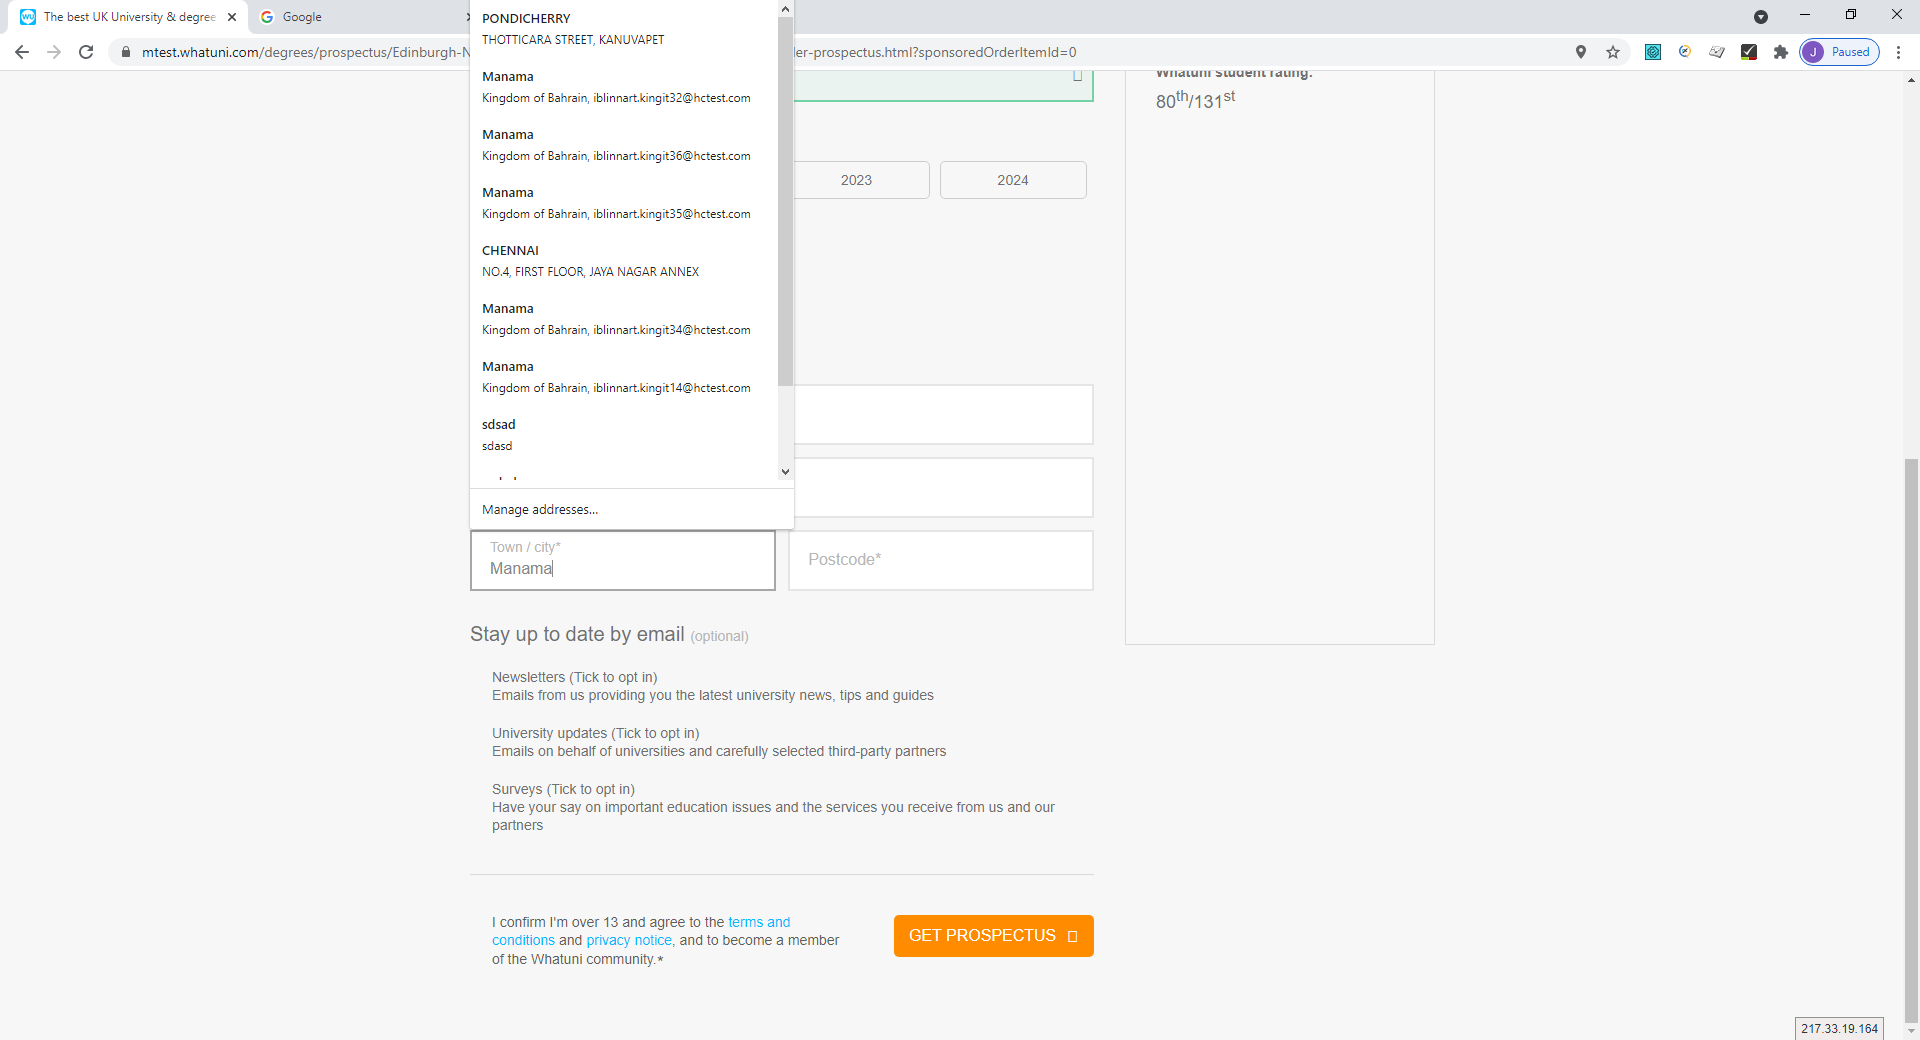 The best UK University & degree
Google
mtest.whatuni.com/degrees/prospectus/Edinburgh-N
ler-prospectus.html?sponsoredOrderItemId=0
J Paused
PONDICHERRY
THOTTICARA STREET, KANUVAPET
Manama
Kingdom of Bahrain, iblinnart.kingit32@hctest.com
Manama
Kingdom of Bahrain, iblinnart.kingit36@hctest.com
Manama
Kingdom of Bahrain, iblinnart.kingit35@hctest.com
CHENNAI
NO.4, FIRST FLOOR, JAYA NAGAR ANNEX
Manama
Kingdom of Bahrain, iblinnart.kingit34@hctest.com
Manama
Kingdom of Bahrain, iblinnart.kingit14@hctest.com
sdsad
sdasd
Manage addresses...
Whatuni student rating:
80th/131st
2023
2024
Town / city*
Manama
Postcode*
Stay up to date by email (optional)
Newsletters (Tick to opt in)
Emails from us providing you the latest university news, tips and guides
University updates (Tick to opt in)
Emails on behalf of universities and carefully selected third-party partners
Surveys (Tick to opt in)
Have your say on important education issues and the services you receive from us and our
partners
I confirm I'm over 13 and agree to the terms and
conditions and privacy notice, and to become a member
of the Whatuni community.*
GET PROSPECTUS
217.33.19.164